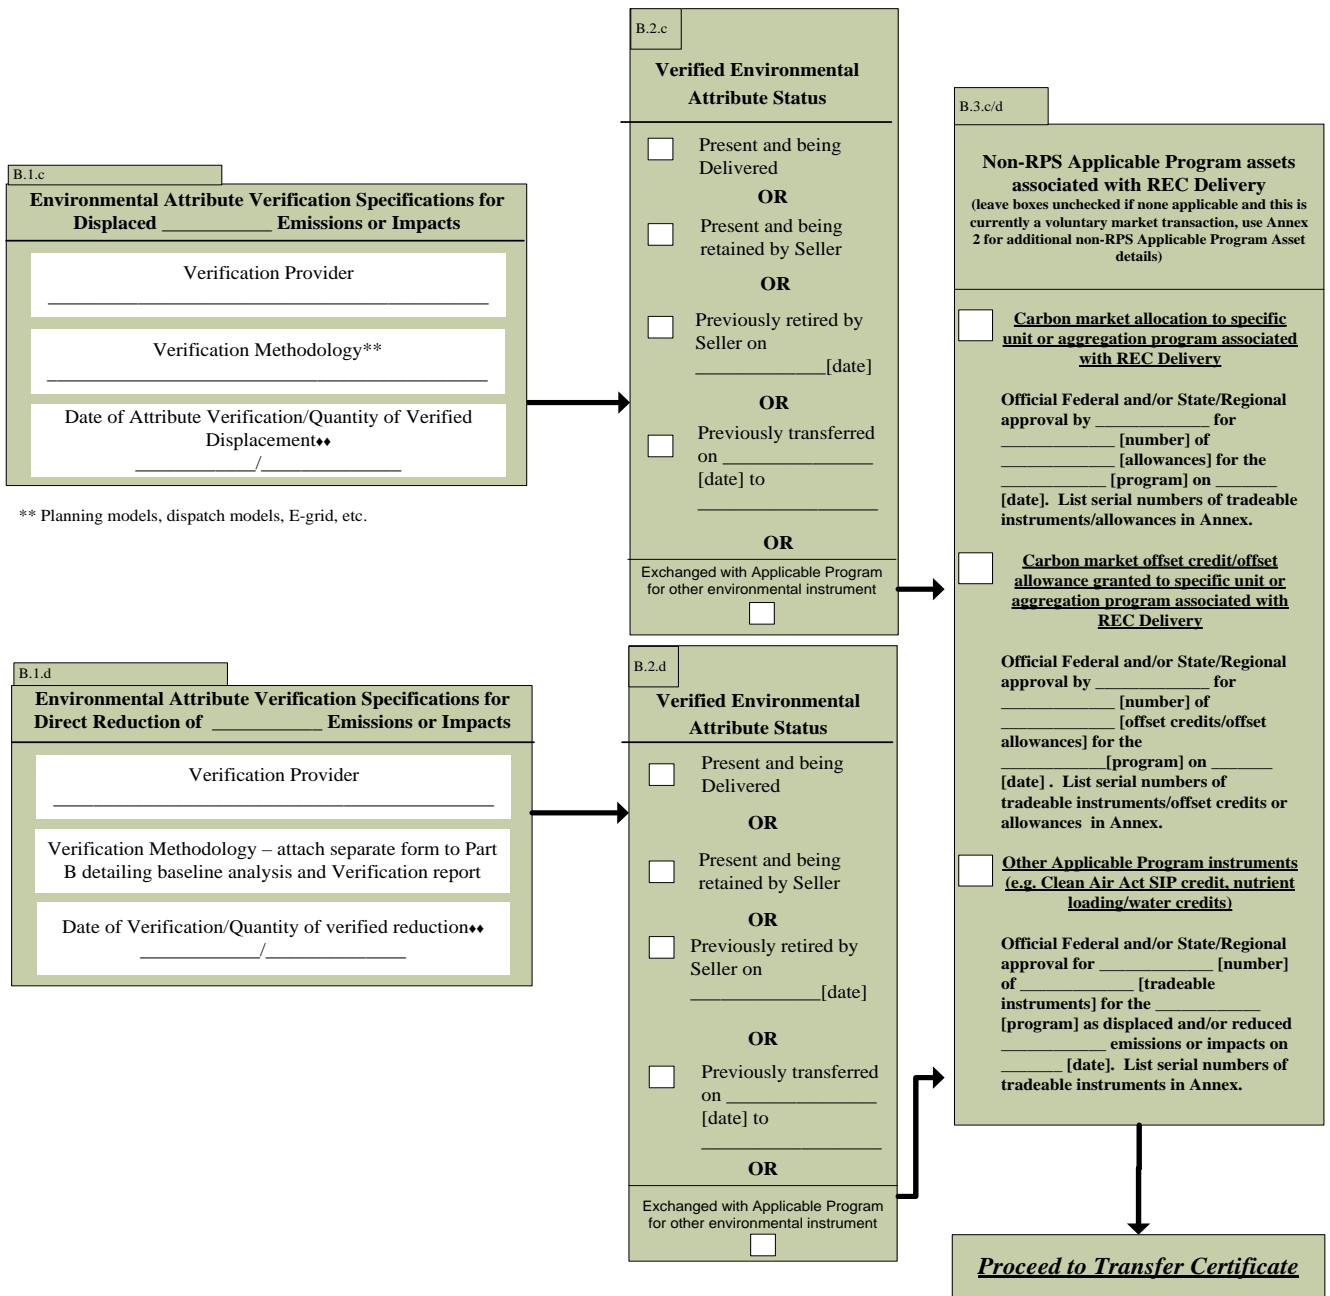 B.1.c
Environmental Attribute Verification Specifications for
Displaced ___________ Emissions or Impacts
Verification Provider
____________________________________________
Verification Methodology**
____________________________________________
Date of Attribute Verification/Quantity of Verified
Displacement♦♦
____________/______________
** Planning models, dispatch models, E-grid, etc.
B.2.c
Verified Environmental
Attribute Status
Present and being
Delivered
OR
Present and being
retained by Seller
OR
Previously retired by
Seller on
_____________[date]
OR
Previously transferred
on _______________
[date] to
__________________
OR
Exchanged with Applicable Program
for other environmental instrument
B.1.d
Environmental Attribute Verification Specifications for
Direct Reduction of ___________ Emissions or Impacts
Verification Provider
____________________________________________
Verification Methodology – attach separate form to Part
B detailing baseline analysis and Verification report
Date of Verification/Quantity of verified reduction♦♦
____________/______________
B.2.d
Verified Environmental
Attribute Status
Present and being
Delivered
OR
Present and being
retained by Seller
OR
Previously retired by
Seller on
_____________[date]
OR
Previously transferred
on _______________
[date] to
__________________
OR
Exchanged with Applicable Program
for other environmental instrument
B.3.c/d
Non-RPS Applicable Program assets
associated with REC Delivery
(leave boxes unchecked if none applicable and this is
currently a voluntary market transaction, use Annex
2 for additional non-RPS Applicable Program Asset
details)
Carbon market allocation to specific
unit or aggregation program associated
with REC Delivery
Official Federal and/or State/Regional
approval by _____________ for
_____________ [number] of
_____________ [allowances] for the
____________ [program] on _______
[date].  List serial numbers of tradeable
instruments/allowances in Annex.
Carbon market offset credit/offset
allowance granted to specific unit or
aggregation program associated with
REC Delivery
Official Federal and/or State/Regional
approval by _____________ for
_____________ [number] of
_____________ [offset credits/offset
allowances] for the
____________[program] on _______
[date] .  List serial numbers of
tradeable instruments/offset credits or
allowances  in Annex.
Other Applicable Program instruments
(e.g. Clean Air Act SIP credit, nutrient
loading/water credits)
Official Federal and/or State/Regional
approval for _____________ [number]
of _____________ [tradeable
instruments] for the ____________
[program] as displaced and/or reduced
____________ emissions or impacts on
_______ [date].  List serial numbers of
tradeable instruments in Annex.
Proceed to Transfer Certificate